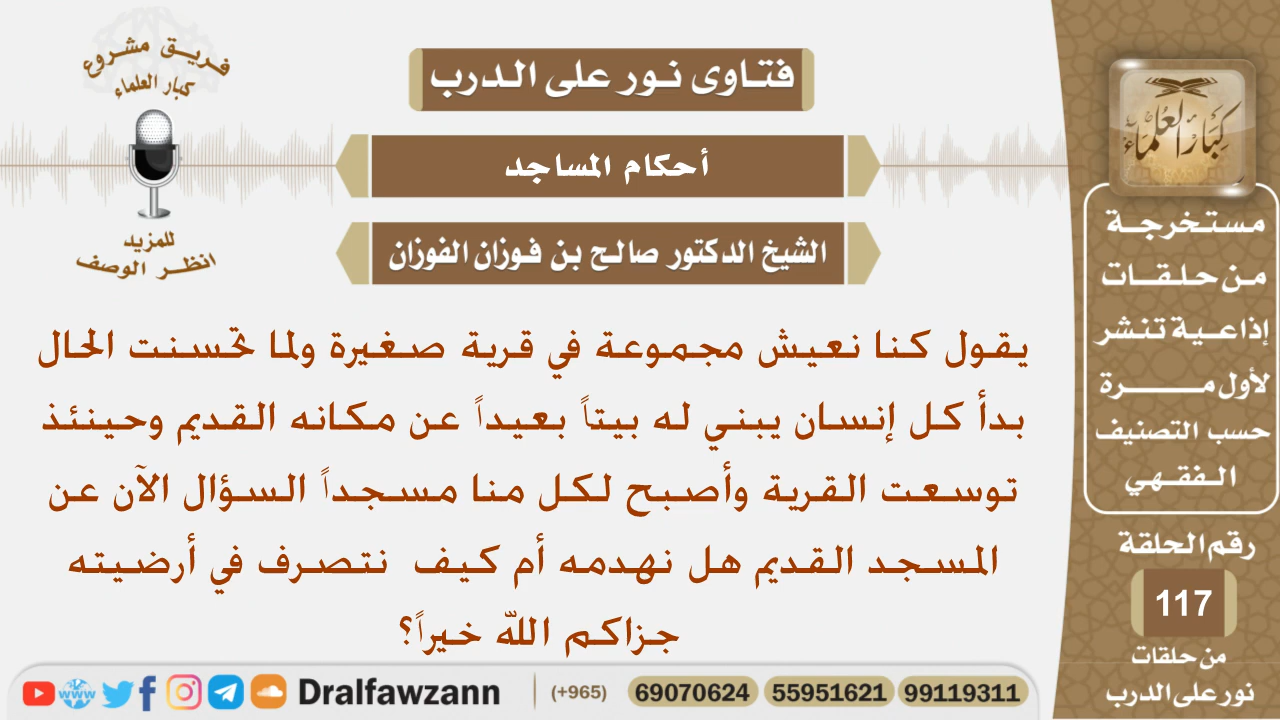 فريق مشروع
كبار العلماء
للمزيد
انظر الوصف
فتاوى نور على الدرب
أحكام المساجد
الشيخ الدكتور صالح بن فوزان الفوزان
يقول كنا نعيش مجموعة في قرية صغيرة ولما تحسنت الحال
بدأ كل إنسان يبني له بيتاً بعيداً عن مكانه القديم وحينئذ
توسعت القرية وأصبح لكل منا مسجداً السؤال الآن عن
المسجد القديم هل نهدمه أم كيف نتصرف في أرضيته
جزاكم الله خيراً؟
كبار العلماء
مستخرجة
من حلقات
إذاعية تنشر
لأول مرة
حسب التصنيف
الفقهي
رقم الحلقة
117
من حلقات
نور على الدرب
www Dralfawzann (+965) 69070624 55951621 99119311